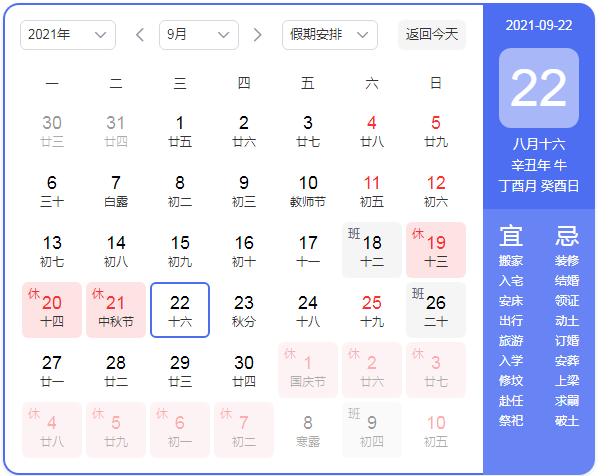 2021年 9月 假期安排 返回今天
一 二 三 四 五 六 日
30 31 1 2 3 4 5
廿三 廿四 廿五 廿六 廿七 廿八 廿九
6 7 8 9 10 11 12
三十 白露 初二 初三 教师节 初五 初六
13 14 15 16 17 班 18 休 19
初七 初八 初九 初十 十一 十二 十三
休 20 休 21 22 23 24 25 班 26
十四 中秋节 十六 秋分 十八 十九 二十
27 28 29 30 休 1 休 2 休 3
廿一 廿二 廿三 廿四 国庆节 廿六 廿七
休 4 休 5 休 6 休 7 8 班 9 10
廿八 廿九 初一 初二 寒露 初四 初五
2021-09-22
22
八月十六
辛丑年 牛
丁酉月 癸酉日
宜 忌
搬家 装修
入宅 结婚
安床 领证
出行 动土
旅游 订婚
入学 安葬
修坟 上梁
赴任 求嗣
祭祀 破土